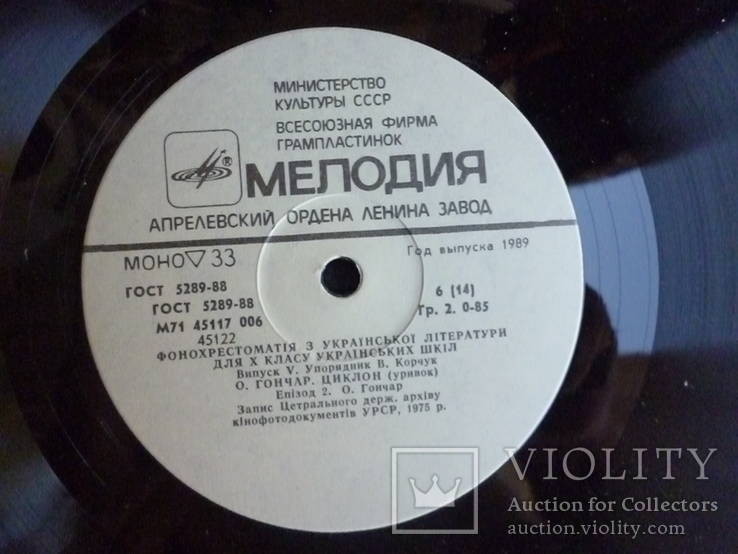 МИНИСТЕРСТВО
КУЛЬТУРЫ СССР
ВСЕСОЮЗНАЯ ФИРМА
ГРАМПЛАСТИНОК
®
МЕЛОДИЯ
АПРЕЛЕВСКИЙ ОРДЕНА ЛЕНИНА ЗАВОД
МОНО ▽ 33
Год выпуска 1989
ГОСТ 5289-88
ГОСТ 5289-88
6 (14)
М71 45117 006
Гр. 2. 0-85
45122
ФОНОХРЕСТОМАТІЯ З УКРАЇНСЬКОЇ ЛІТЕРАТУРИ
ДЛЯ X КЛАСУ УКРАЇНСЬКИХ ШКІЛ
Випуск V. Упорядник В. Корчук
О. ГОНЧАР. ЦИКЛОН (уривок)
Епізод 2. О. Гончар
Запис Цетрального держ. архіву
кінофотодокументів УРСР, 1975 р.
VIOLITY
Auction for Collectors
auction.violity.com